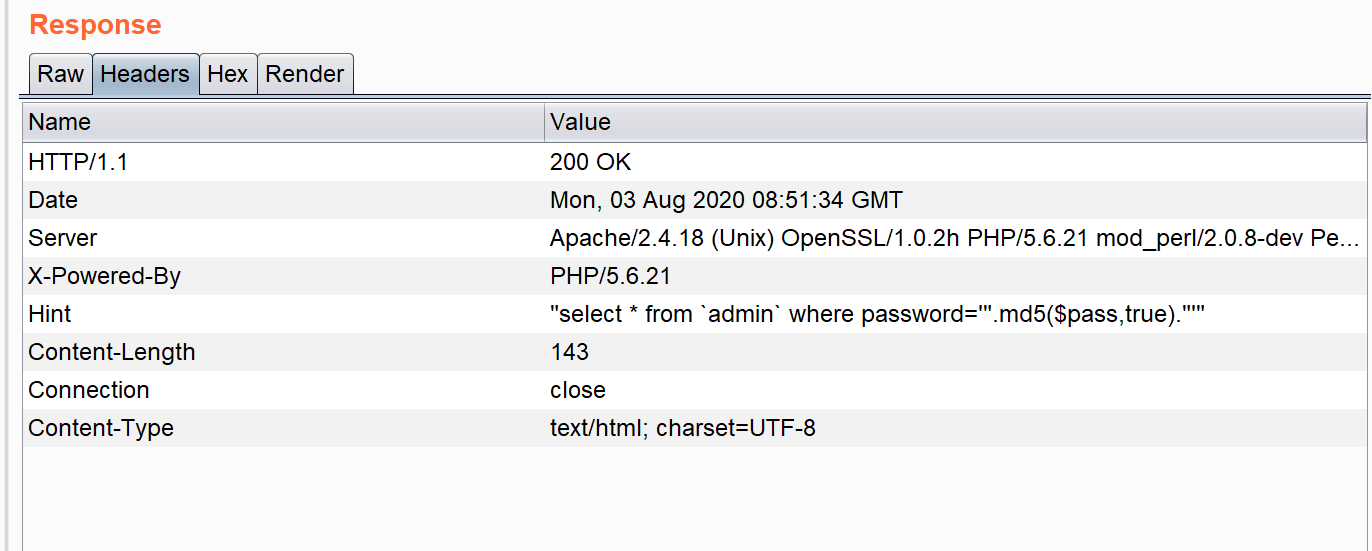 Response
Raw Headers Hex Render
Name Value
HTTP/1.1 200 OK
Date Mon, 03 Aug 2020 08:51:34 GMT
Server Apache/2.4.18 (Unix) OpenSSL/1.0.2h PHP/5.6.21 mod_perl/2.0.8-dev Pe...
X-Powered-By PHP/5.6.21
Hint "select * from `admin` where password='".md5($pass,true)."'"
Content-Length 143
Connection close
Content-Type text/html; charset=UTF-8